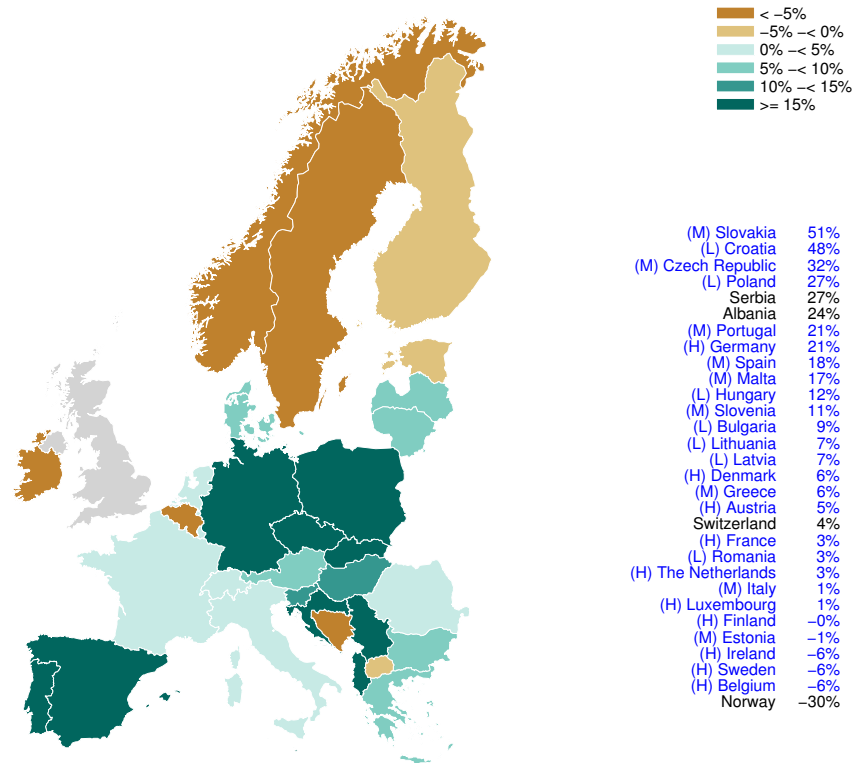 < −5%
−5% −< 0%
0% −< 5%
5% −< 10%
10% −< 15%
>= 15%
(M) Slovakia 51%
(L) Croatia 48%
(M) Czech Republic 32%
(L) Poland 27%
Serbia 27%
Albania 24%
(M) Portugal 21%
(H) Germany 21%
(M) Spain 18%
(M) Malta 17%
(L) Hungary 12%
(M) Slovenia 11%
(L) Bulgaria 9%
(L) Lithuania 7%
(L) Latvia 7%
(H) Denmark 6%
(M) Greece 6%
(H) Austria 5%
Switzerland 4%
(H) France 3%
(L) Romania 3%
(H) The Netherlands 3%
(M) Italy 1%
(H) Luxembourg 1%
(H) Finland −0%
(M) Estonia −1%
(H) Ireland −6%
(H) Sweden −6%
(H) Belgium −6%
Norway −30%